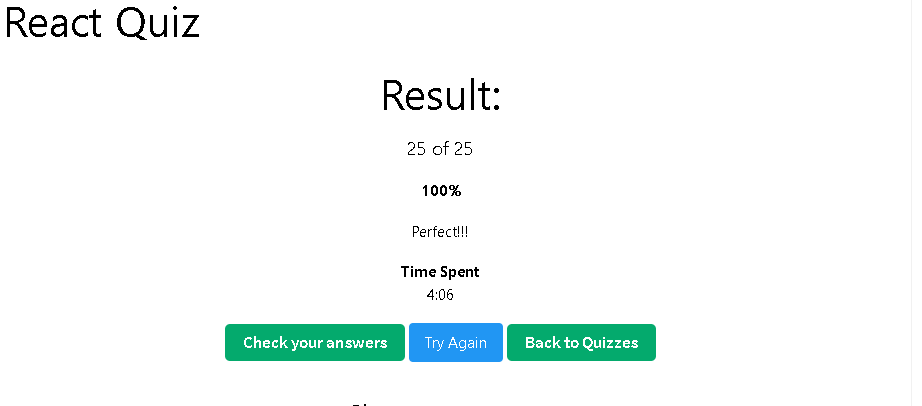 React Quiz
Result:
25 of 25
100%
Perfect!!!
Time Spent
4:06
Check your answers Try Again Back to Quizzes